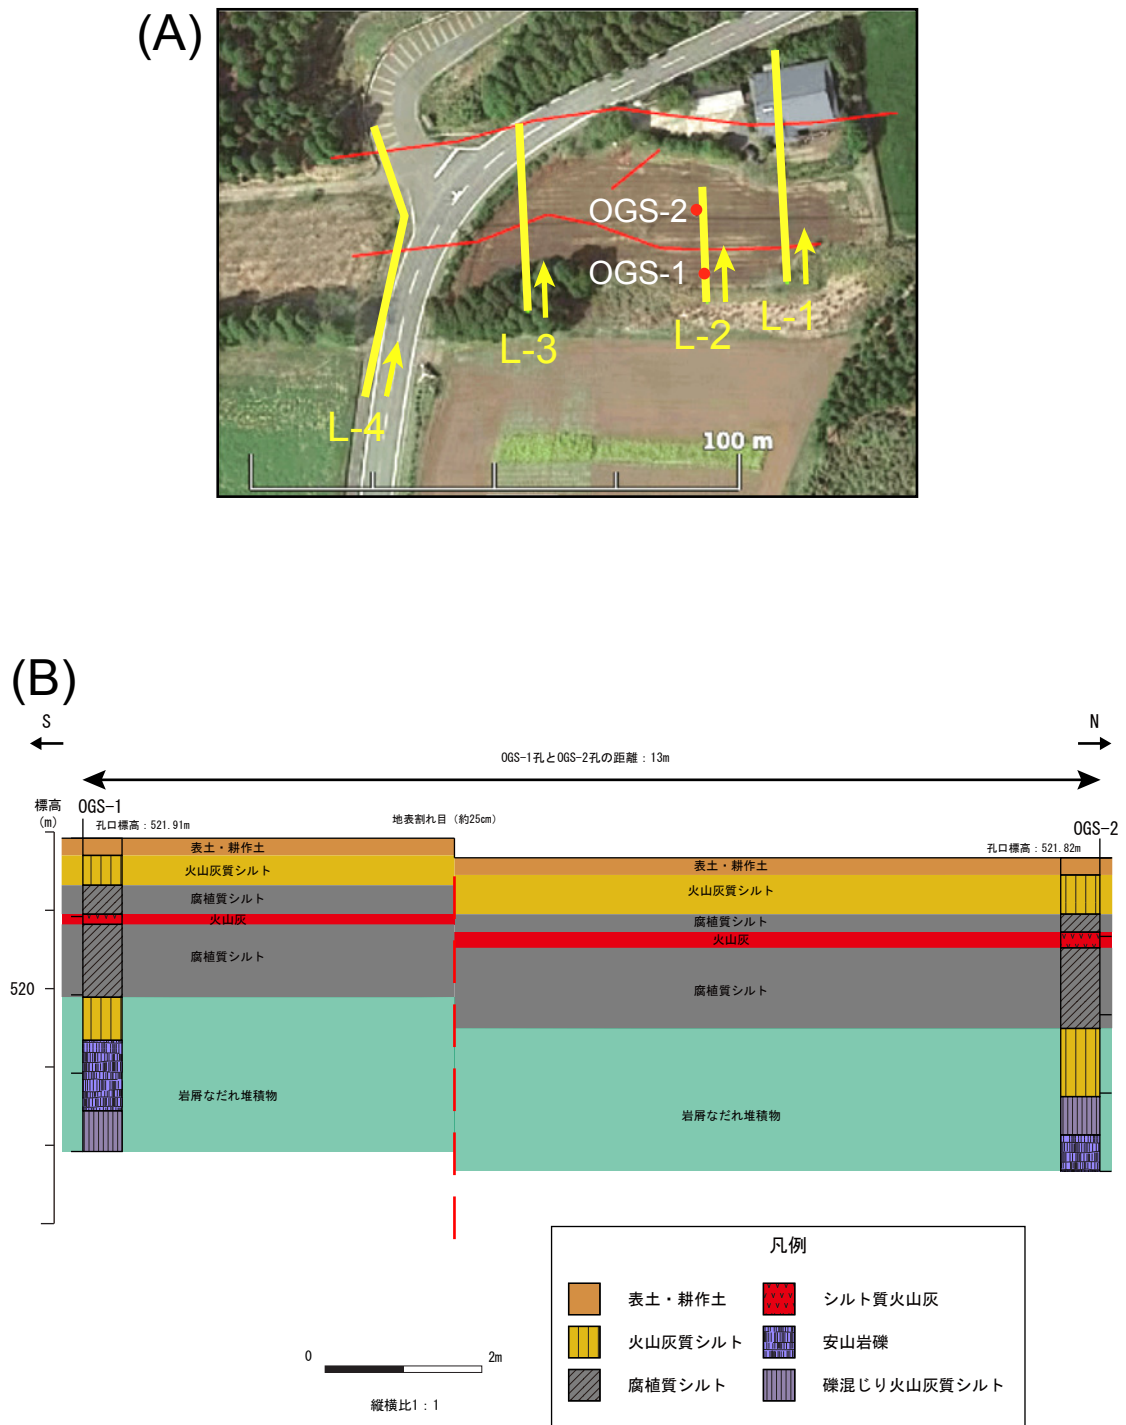 (A)
OGS-2
OGS-1
L-1
L-2
L-3
L-4
100 m
(B)
S
N
OGS-1孔とOGS-2孔の距離：13m
標高
(m)
OGS-1
孔口標高：521.91m
地表割れ目（約25cm）
OGS-2
孔口標高：521.82m
表土・耕作土
火山灰質シルト
腐植質シルト
火山灰
腐植質シルト
岩屑なだれ堆積物
表土・耕作土
火山灰質シルト
腐植質シルト
火山灰
腐植質シルト
岩屑なだれ堆積物
520
凡例
表土・耕作土
シルト質火山灰
火山灰質シルト
安山岩礫
腐植質シルト
礫混じり火山灰質シルト
0
2m
縦横比1：1